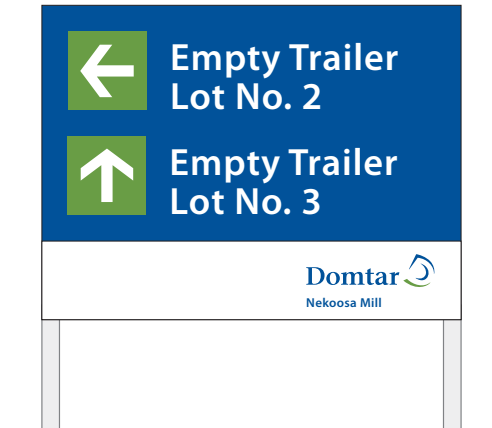 Empty Trailer
Lot No. 2
Empty Trailer
Lot No. 3
Domtar
Nekoosa Mill